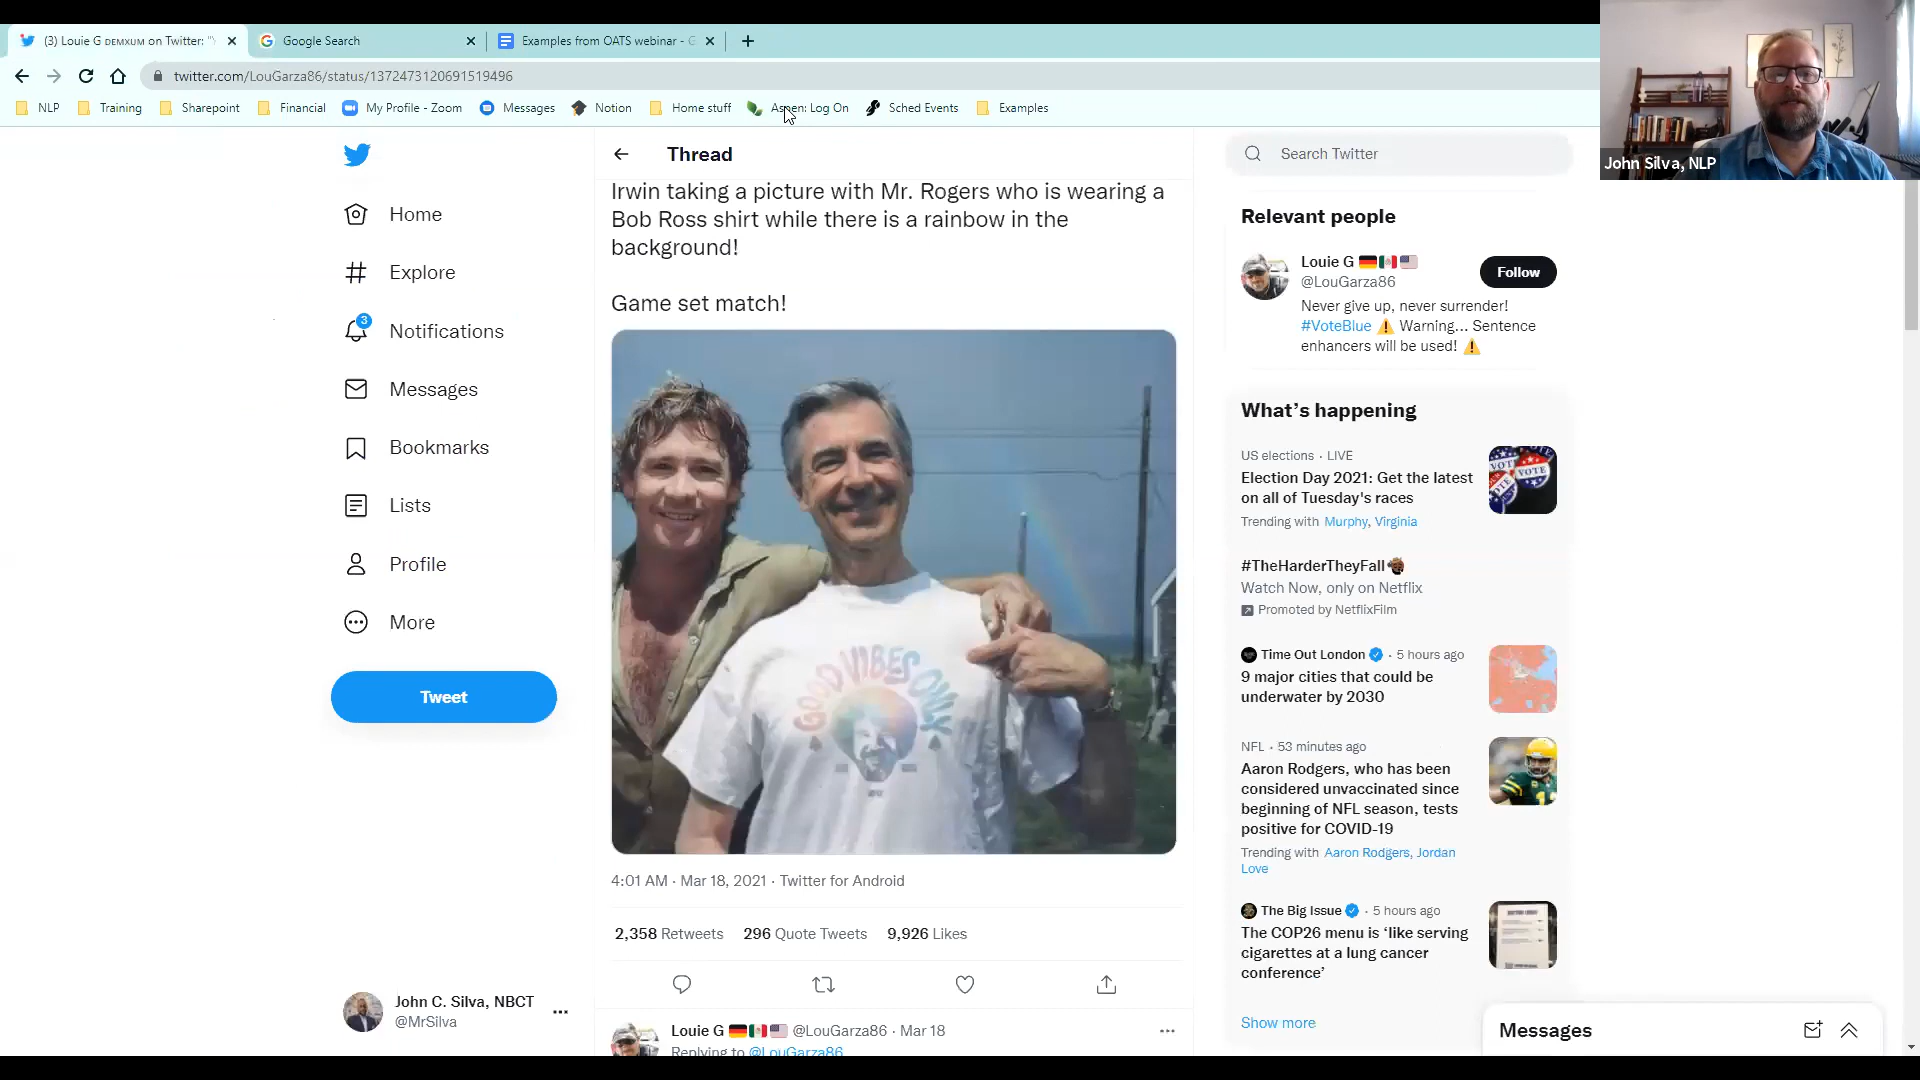 (3) Louie G DEMXUM on Twitter: "Y
Google Search
Examples from OATS webinar - G
twitter.com/LouGarza86/status/1372473120691519496
NLP
Training
Sharepoint
Financial
My Profile - Zoom
Messages
Notion
Home stuff
Aspen: Log On
Sched Events
Examples
John Silva, NLP
Home
Explore
3
Notifications
Messages
Bookmarks
Lists
Profile
More
Tweet
John C. Silva, NBCT
@MrSilva
Thread
Irwin taking a picture with Mr. Rogers who is wearing a
Bob Ross shirt while there is a rainbow in the
background!
Game set match!
GOOD VIBES ONLY
4:01 AM · Mar 18, 2021 · Twitter for Android
2,358 Retweets 296 Quote Tweets 9,926 Likes
Louie G 🇩🇪🇲🇽🇺🇸 @LouGarza86 · Mar 18
Replying to @LouGarza86
Search Twitter
Relevant people
Louie G 🇩🇪🇲🇽🇺🇸
@LouGarza86
Follow
Never give up, never surrender!
#VoteBlue ⚠️ Warning... Sentence
enhancers will be used! ⚠️
What's happening
US elections · LIVE
Election Day 2021: Get the latest
on all of Tuesday's races
Trending with Murphy, Virginia
VOTE
#TheHarderTheyFall
Watch Now, only on Netflix
Promoted by NetflixFilm
Time Out London · 5 hours ago
9 major cities that could be
underwater by 2030
NFL · 53 minutes ago
Aaron Rodgers, who has been
considered unvaccinated since
beginning of NFL season, tests
positive for COVID-19
Trending with Aaron Rodgers, Jordan
Love
The Big Issue · 5 hours ago
The COP26 menu is ‘like serving
cigarettes at a lung cancer
conference’
Show more
Messages